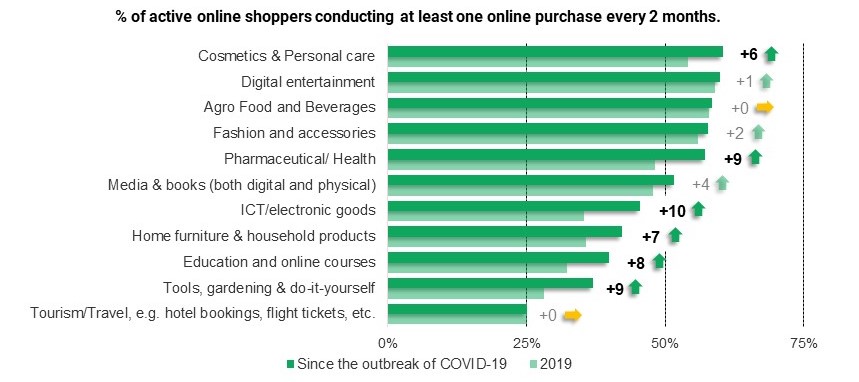 % of active online shoppers conducting at least one online purchase every 2 months.
Cosmetics & Personal care +6
Digital entertainment +1
Agro Food and Beverages +0
Fashion and accessories +2
Pharmaceutical/ Health +9
Media & books (both digital and physical) +4
ICT/electronic goods +10
Home furniture & household products +7
Education and online courses +8
Tools, gardening & do-it-yourself +9
Tourism/Travel, e.g. hotel bookings, flight tickets, etc. +0
0% 25% 50% 75%
Since the outbreak of COVID-19 2019